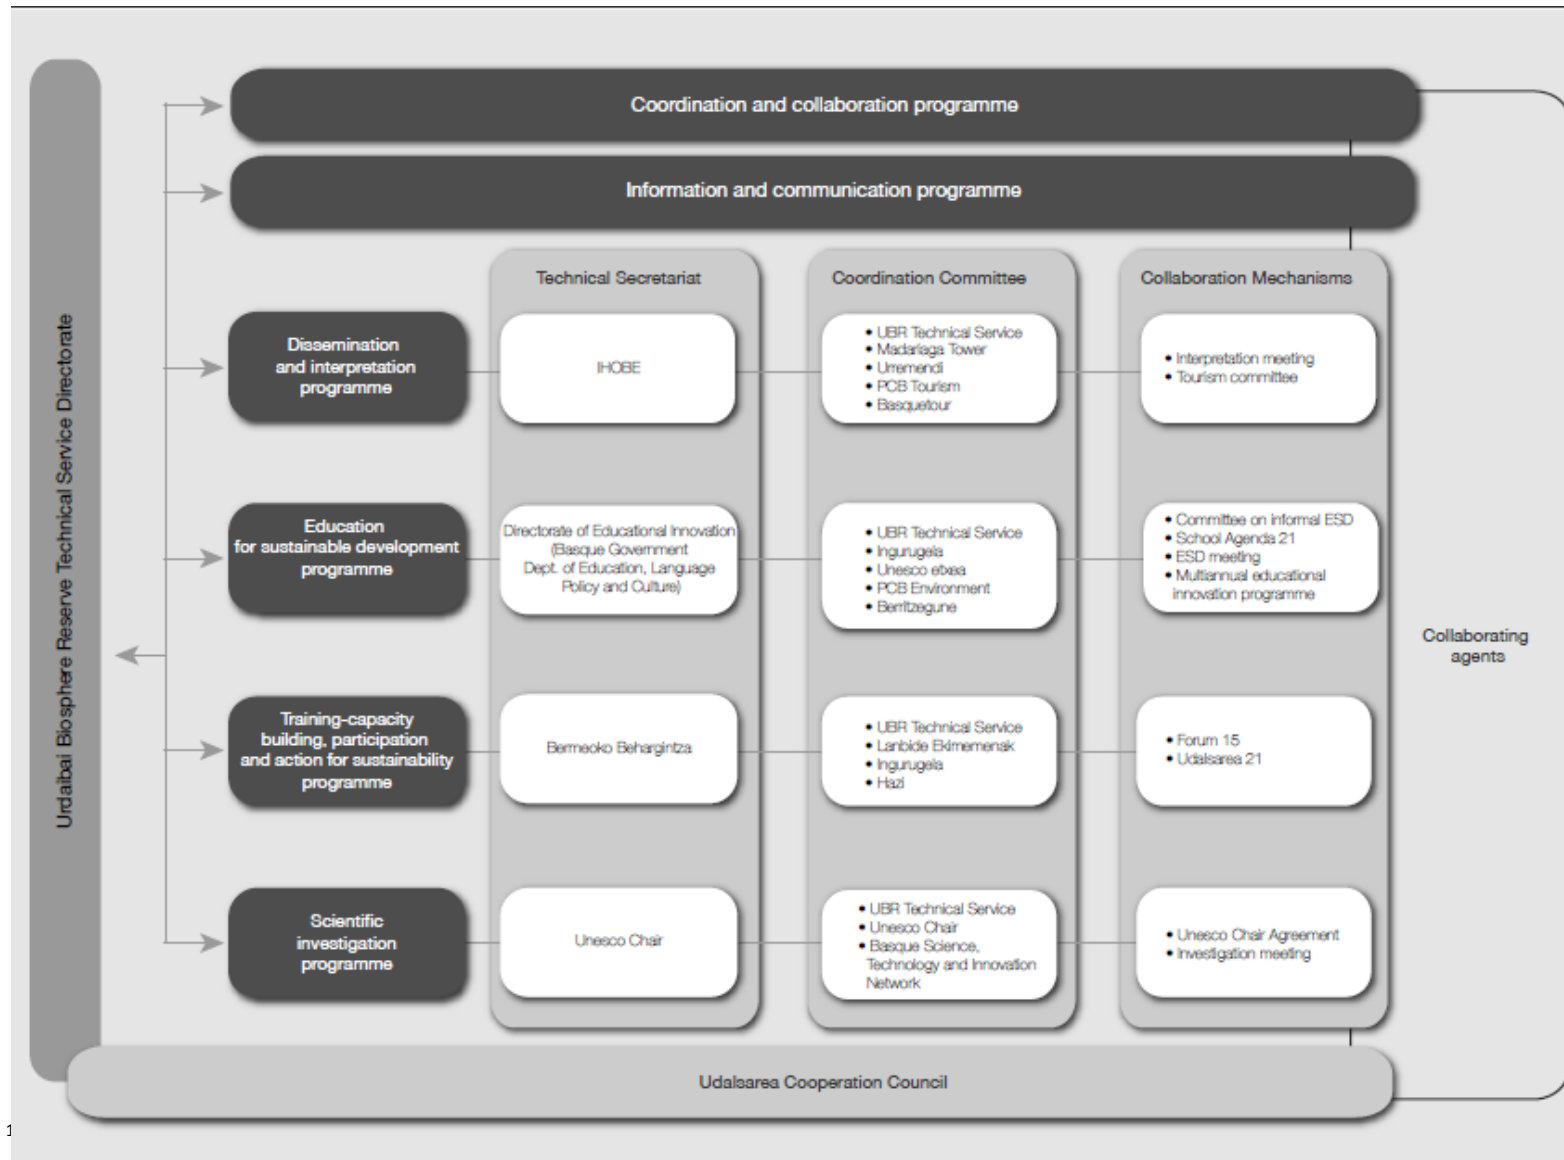 Urdaibai Biosphere Reserve Technical Service Directorate
Coordination and collaboration programme
Information and communication programme
Technical Secretariat
Coordination Committee
Collaboration Mechanisms
Dissemination
and interpretation
programme
IHOBE
• UBR Technical Service
• Madariaga Tower
• Urremendi
• PCB Tourism
• Basquetour
• Interpretation meeting
• Tourism committee
Education
for sustainable development
programme
Directorate of Educational Innovation
(Basque Government
Dept. of Education, Language
Policy and Culture)
• UBR Technical Service
• Ingurugela
• Unesco etxea
• PCB Environment
• Berritzegune
• Committee on informal ESD
• School Agenda 21
• ESD meeting
• Multiannual educational
innovation programme
Collaborating
agents
Training-capacity
building, participation
and action for sustainability
programme
Bermeoko Behargintza
• UBR Technical Service
• Lanbide Ekimemenak
• Ingurugela
• Hazi
• Forum 15
• Udalsarea 21
Scientific
investigation
programme
Unesco Chair
• UBR Technical Service
• Unesco Chair
• Basque Science,
Technology and Innovation
Network
• Unesco Chair Agreement
• Investigation meeting
Udalsarea Cooperation Council
1